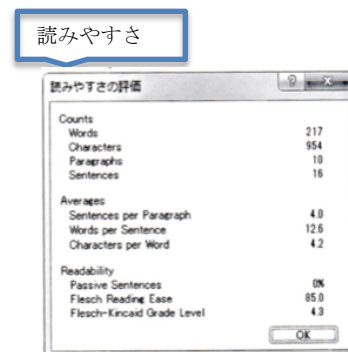 読みやすさ
読みやすさの評価
Counts
Words 217
Characters 954
Paragraphs 10
Sentences 16
Averages
Sentences per Paragraph 4.0
Words per Sentence 12.6
Characters per Word 4.2
Readability
Passive Sentences 0%
Flesch Reading Ease 85.0
Flesch-Kincaid Grade Level 4.3
OK